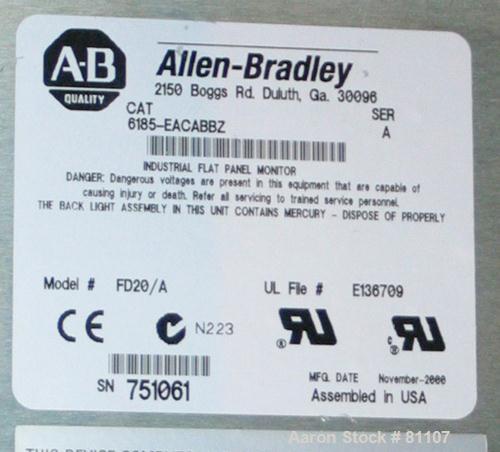 A-B
QUALITY
Allen-Bradley
2150 Boggs Rd. Duluth, Ga. 30096
CAT
SER
6185-EACABBZ
A
INDUSTRIAL FLAT PANEL MONITOR
DANGER: Dangerous voltages are present in this equipment that are capable of
causing injury or death. Refer all servicing to trained service personnel.
THE BACK LIGHT ASSEMBLY IN THIS UNIT CONTAINS MERCURY - DISPOSE OF PROPERLY
Model # FD20/A
UL File # E136709
CE
N223
SN 751061
MFG. DATE November-2000
Assembled in USA
Aaron Stock # 81107
THIS DEVICE